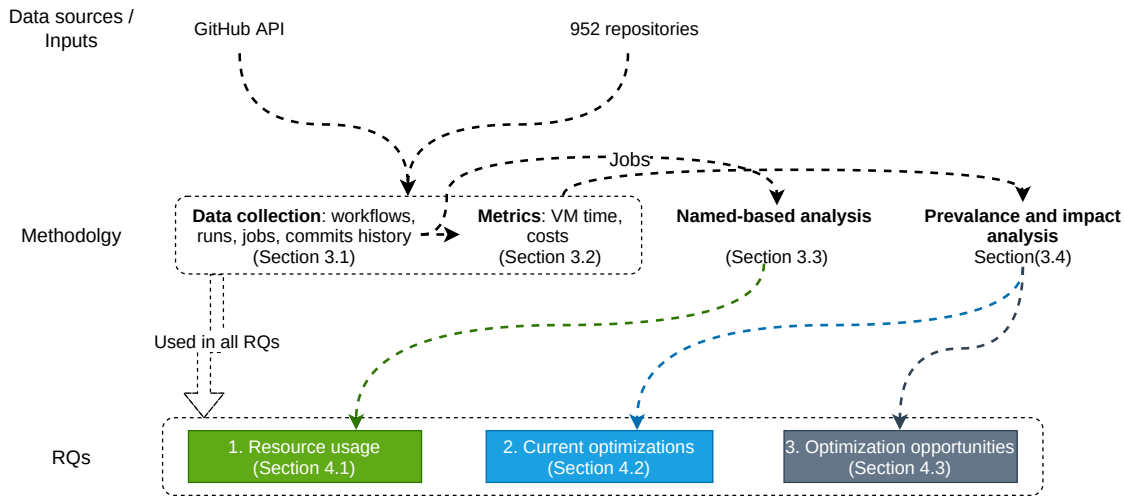 Data sources /
Inputs
GitHub API
952 repositories
Jobs
Methodolgy
Data collection: workflows,
runs, jobs, commits history
(Section 3.1)
Metrics: VM time,
costs
(Section 3.2)
Named-based analysis
(Section 3.3)
Prevalance and impact
analysis
Section(3.4)
Used in all RQs
RQs
1. Resource usage
(Section 4.1)
2. Current optimizations
(Section 4.2)
3. Optimization opportunities
(Section 4.3)